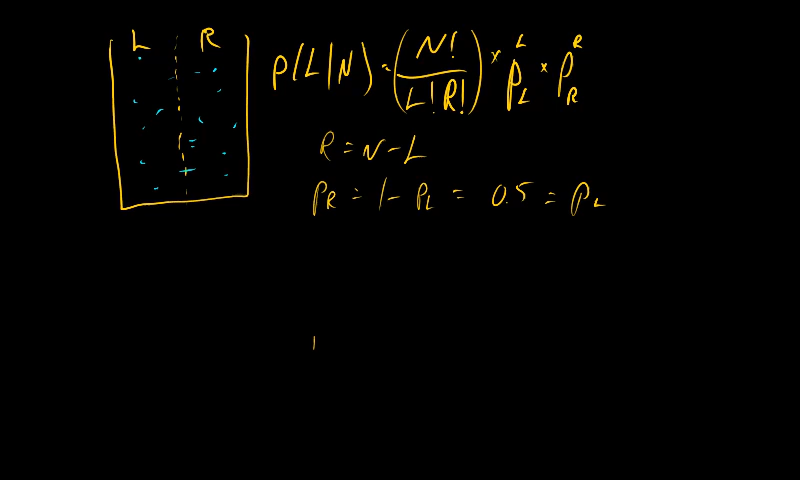 L R
P(L|N) = (N! / L! R!) × p_L^L × p_R^R
R = N - L
p_R = 1 - p_L = 0.5 = p_L